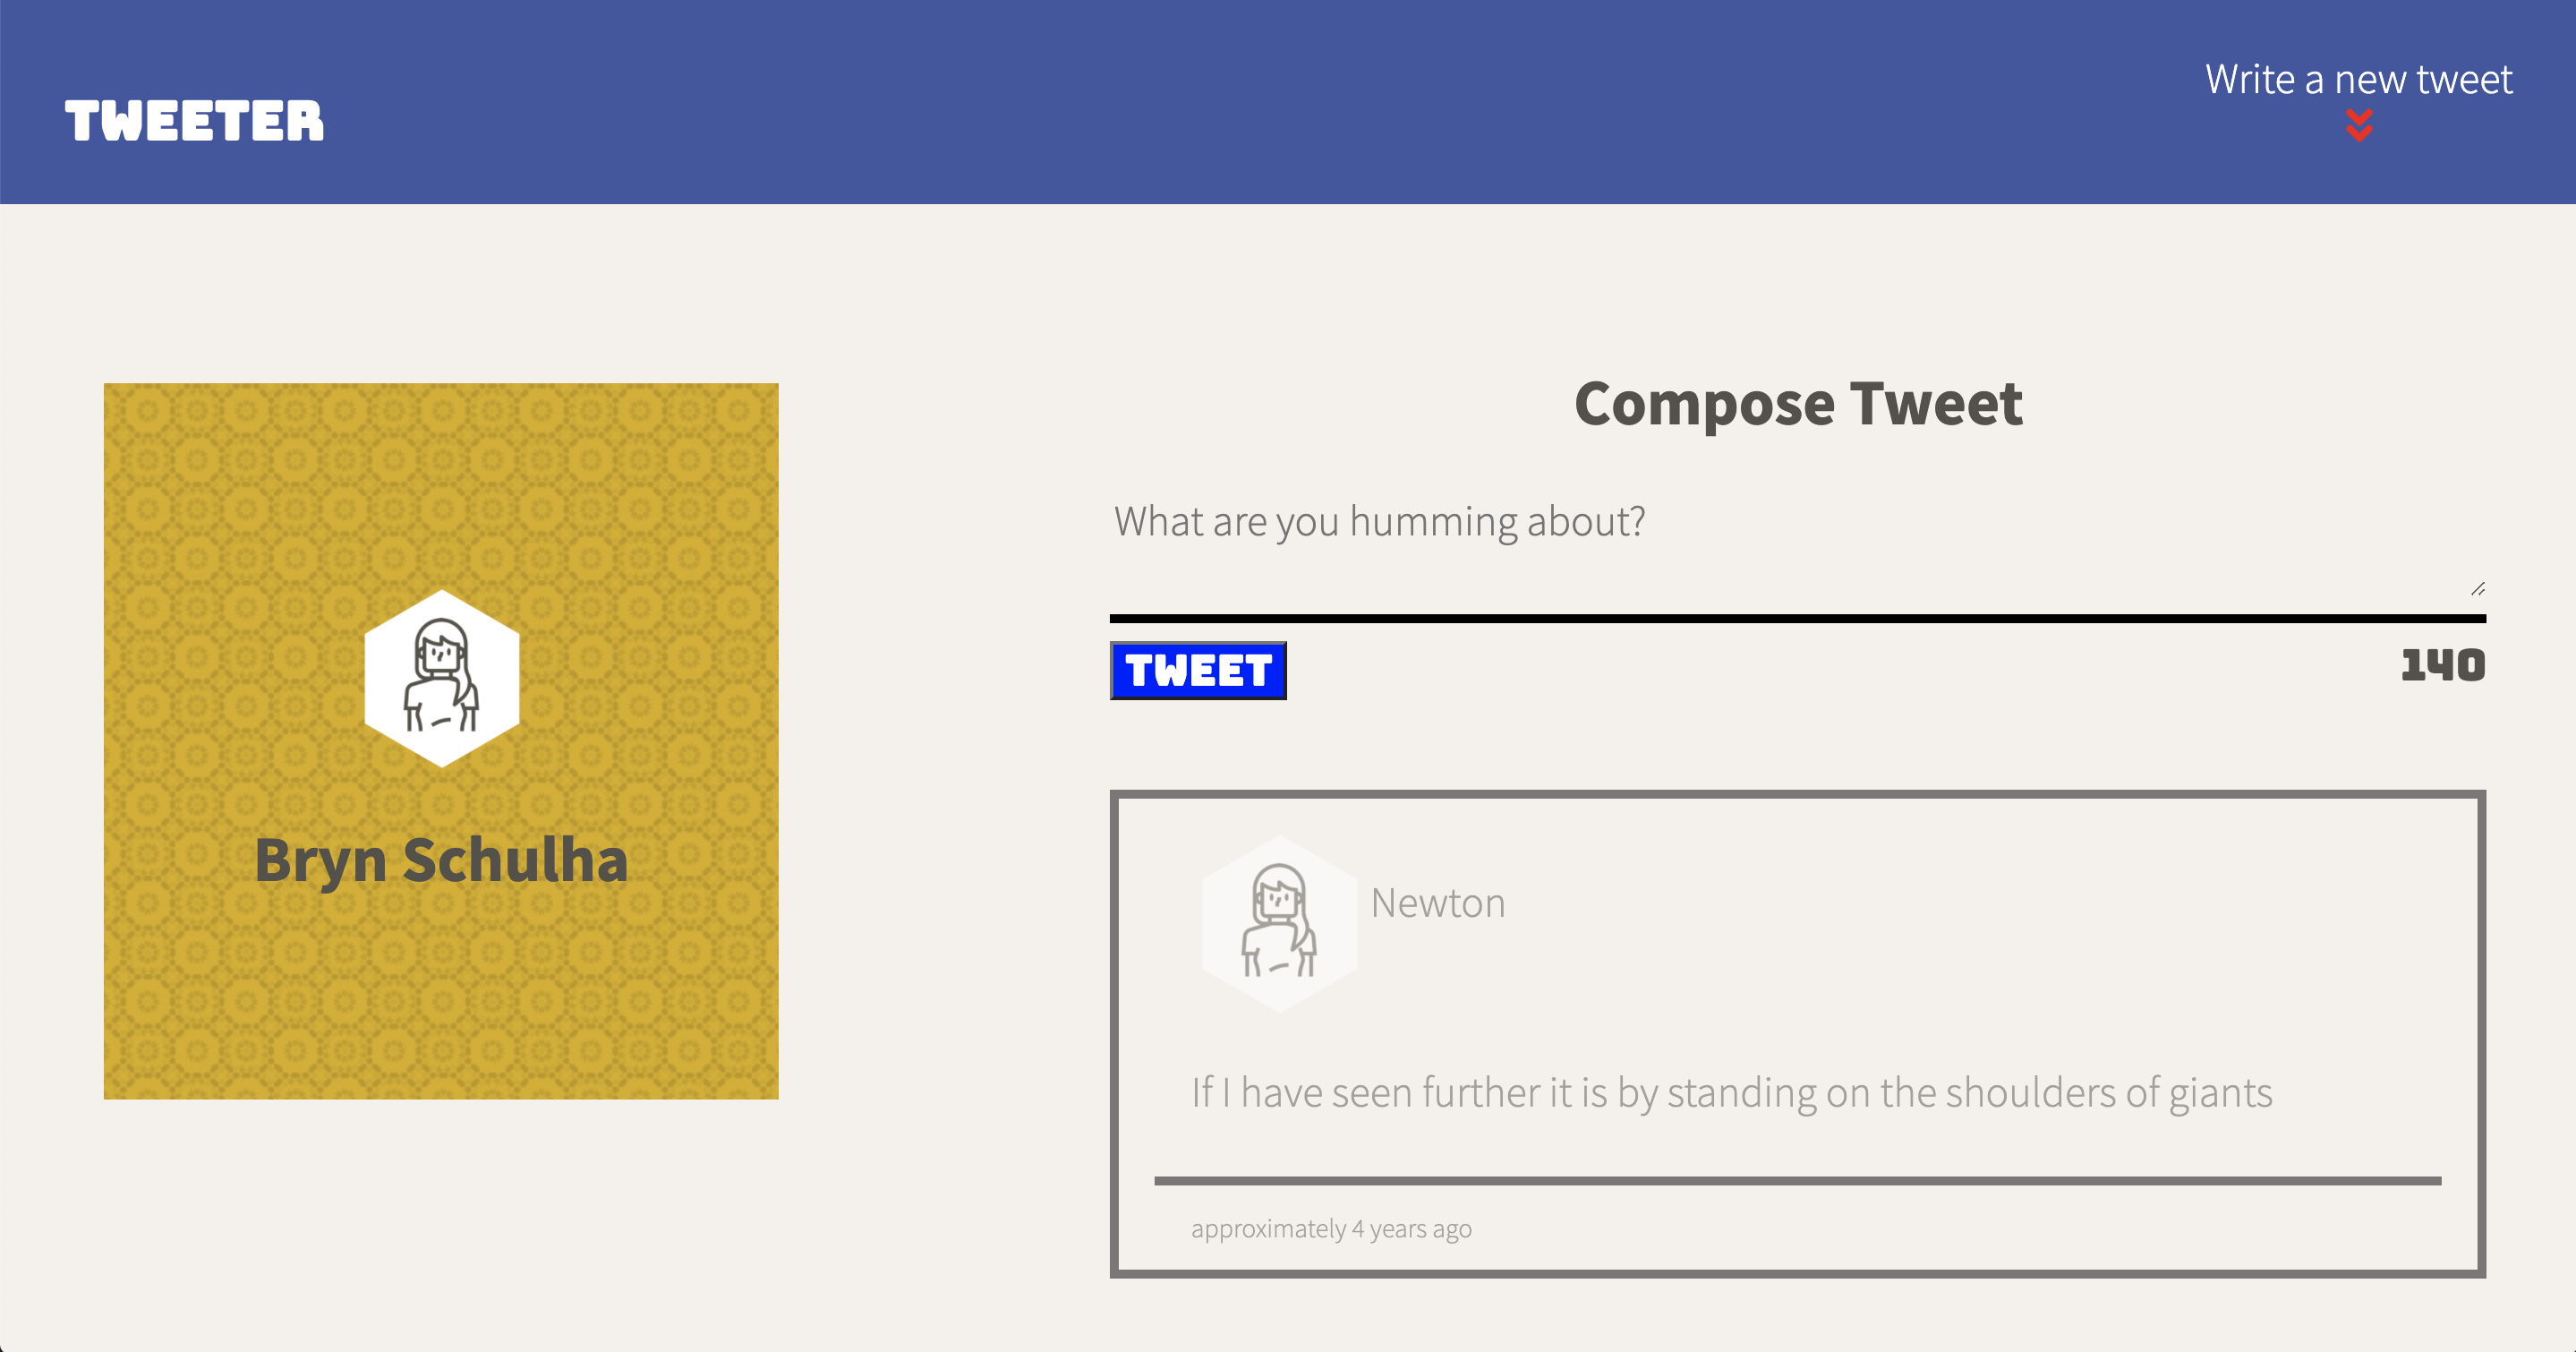 TWEETER
Write a new tweet
Bryn Schulha
Compose Tweet
What are you humming about?
TWEET
140
Newton
If I have seen further it is by standing on the shoulders of giants
approximately 4 years ago